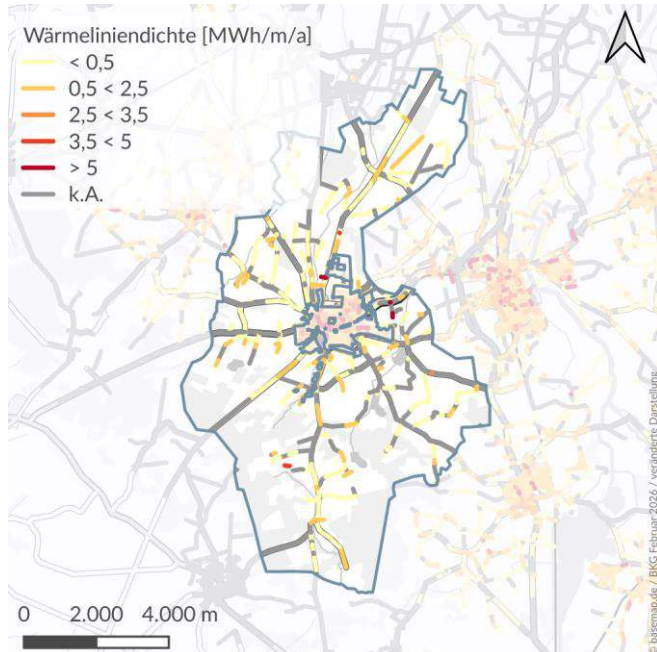 Wärmeliniendichte [MWh/m/a]
< 0,5
0,5 < 2,5
2,5 < 3,5
3,5 < 5
> 5
k.A.
0 2.000 4.000 m
© basemap.de / BKG Februar 2026 / veränderte Darstellung